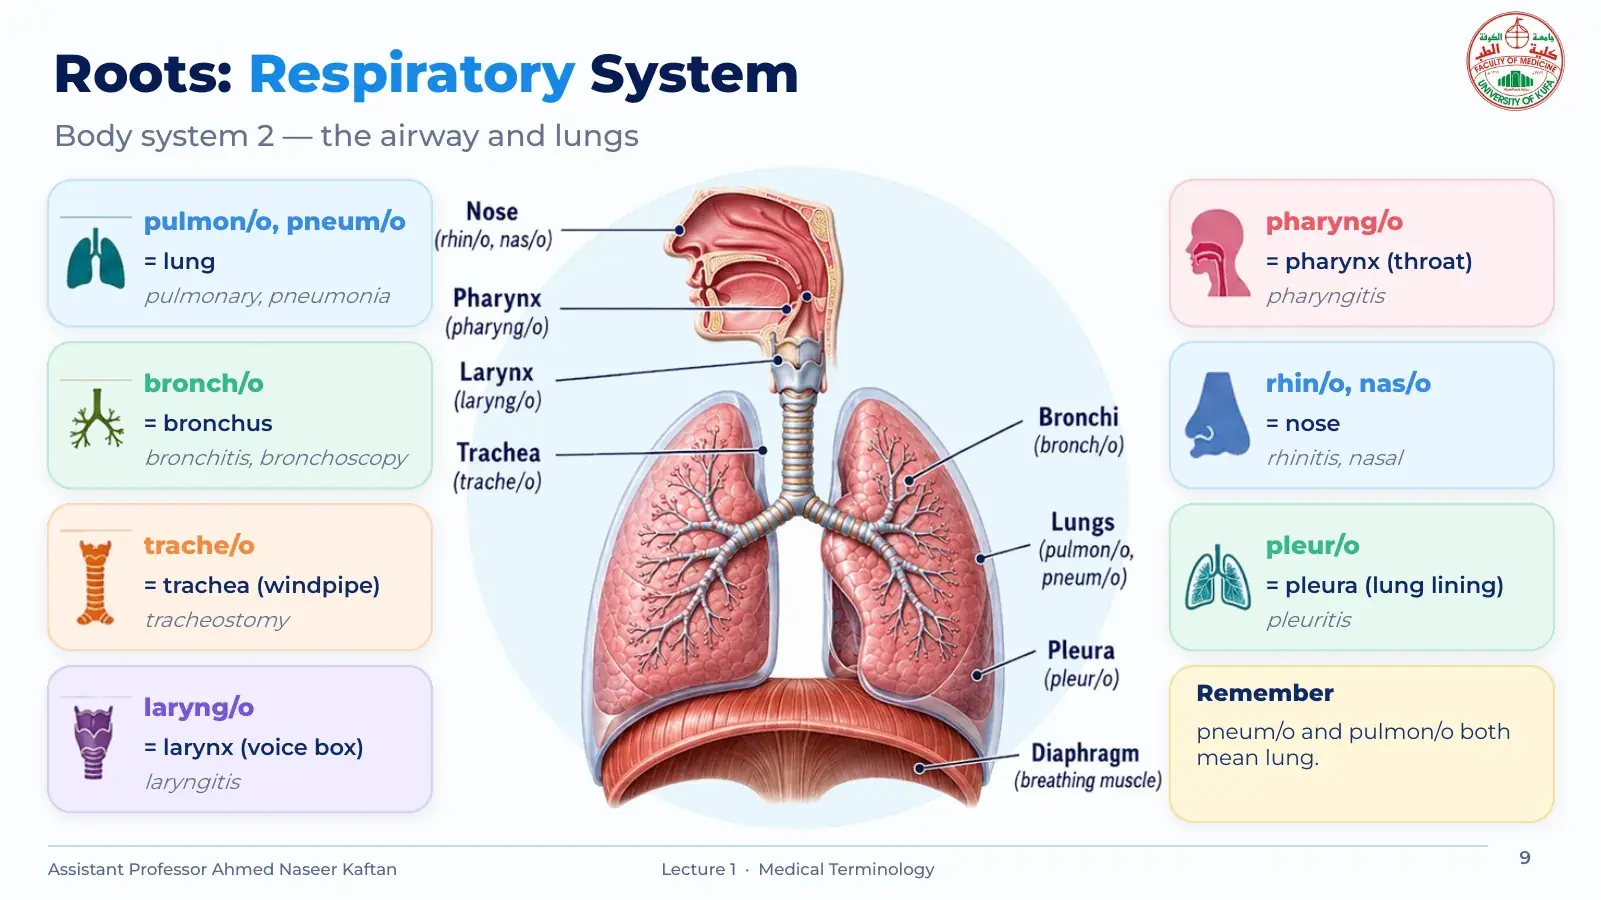 Roots: Respiratory System
Body system 2 — the airway and lungs
جامعة الكوفة
كلية الطب
FACULTY OF MEDICINE
UNIVERSITY OF KUFA
pulmon/o, pneum/o
= lung
pulmonary, pneumonia
bronch/o
= bronchus
bronchitis, bronchoscopy
trache/o
= trachea (windpipe)
tracheostomy
laryng/o
= larynx (voice box)
laryngitis
Nose
(rhin/o, nas/o)
Pharynx
(pharyng/o)
Larynx
(laryng/o)
Trachea
(trache/o)
Bronchi
(bronch/o)
Lungs
(pulmon/o,
pneum/o)
Pleura
(pleur/o)
Diaphragm
(breathing muscle)
pharyng/o
= pharynx (throat)
pharyngitis
rhin/o, nas/o
= nose
rhinitis, nasal
pleur/o
= pleura (lung lining)
pleuritis
Remember
pneum/o and pulmon/o both
mean lung.
Assistant Professor Ahmed Naseer Kaftan
Lecture 1 · Medical Terminology
9